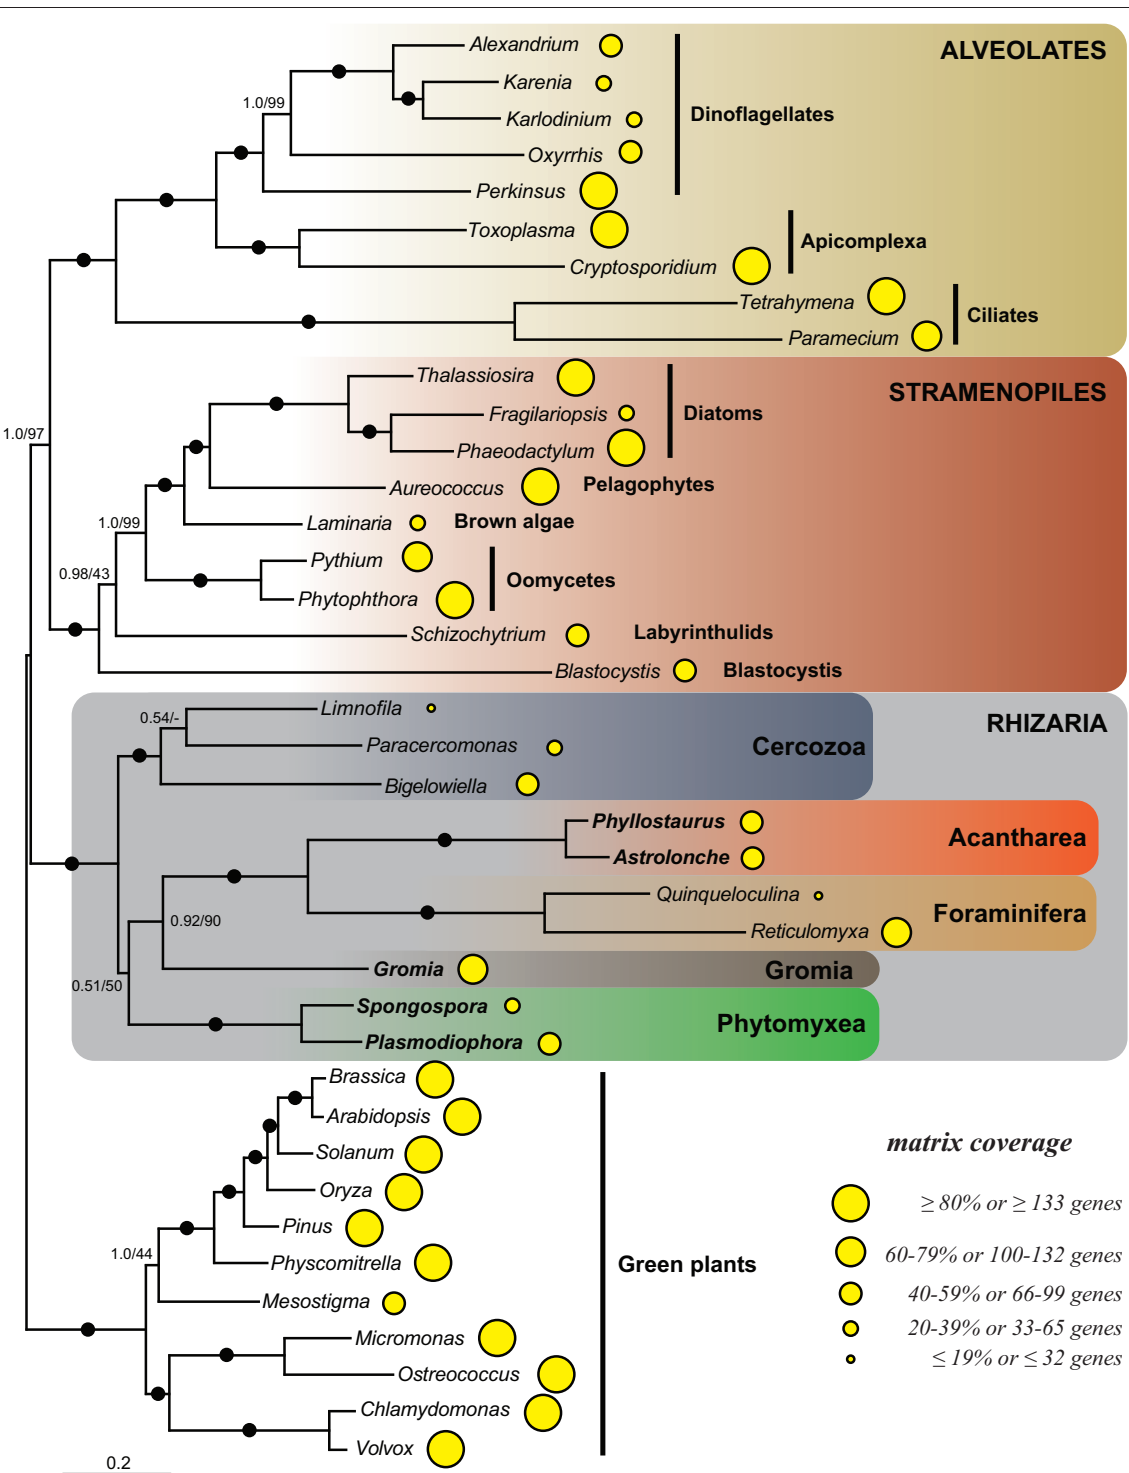 Alexandrium
ALVEOLATES
Karenia
1.0/99
Dinoflagellates
Karlodinium
Oxyrrhis
Perkinsus
Toxoplasma
Apicomplexa
Cryptosporidium
Tetrahymena
Ciliates
Paramecium
Thalassiosira
STRAMENOPILES
Fragilariopsis
Diatoms
1.0/97
Phaeodactylum
Aureococcus
Pelagophytes
1.0/99
Laminaria
Brown algae
Pythium
0.98/43
Oomycetes
Phytophthora
Schizochytrium
Labyrinthulids
Blastocystis
Blastocystis
Limnofila
0.54/-
RHIZARIA
Paracercomonas
Cercozoa
Bigelowiella
Phyllostaurus
Acantharea
Astrolonche
Quinqueloculina
0.92/90
Foraminifera
Reticulomyxa
Gromia
Gromia
0.51/50
Spongospora
Phytomyxea
Plasmodiophora
Brassica
Arabidopsis
Solanum
Oryza
Pinus
1.0/44
Physcomitrella
Green plants
Mesostigma
Micromonas
Ostreococcus
Chlamydomonas
Volvox
0.2
matrix coverage
≥ 80% or ≥ 133 genes
60-79% or 100-132 genes
40-59% or 66-99 genes
20-39% or 33-65 genes
≤ 19% or ≤ 32 genes